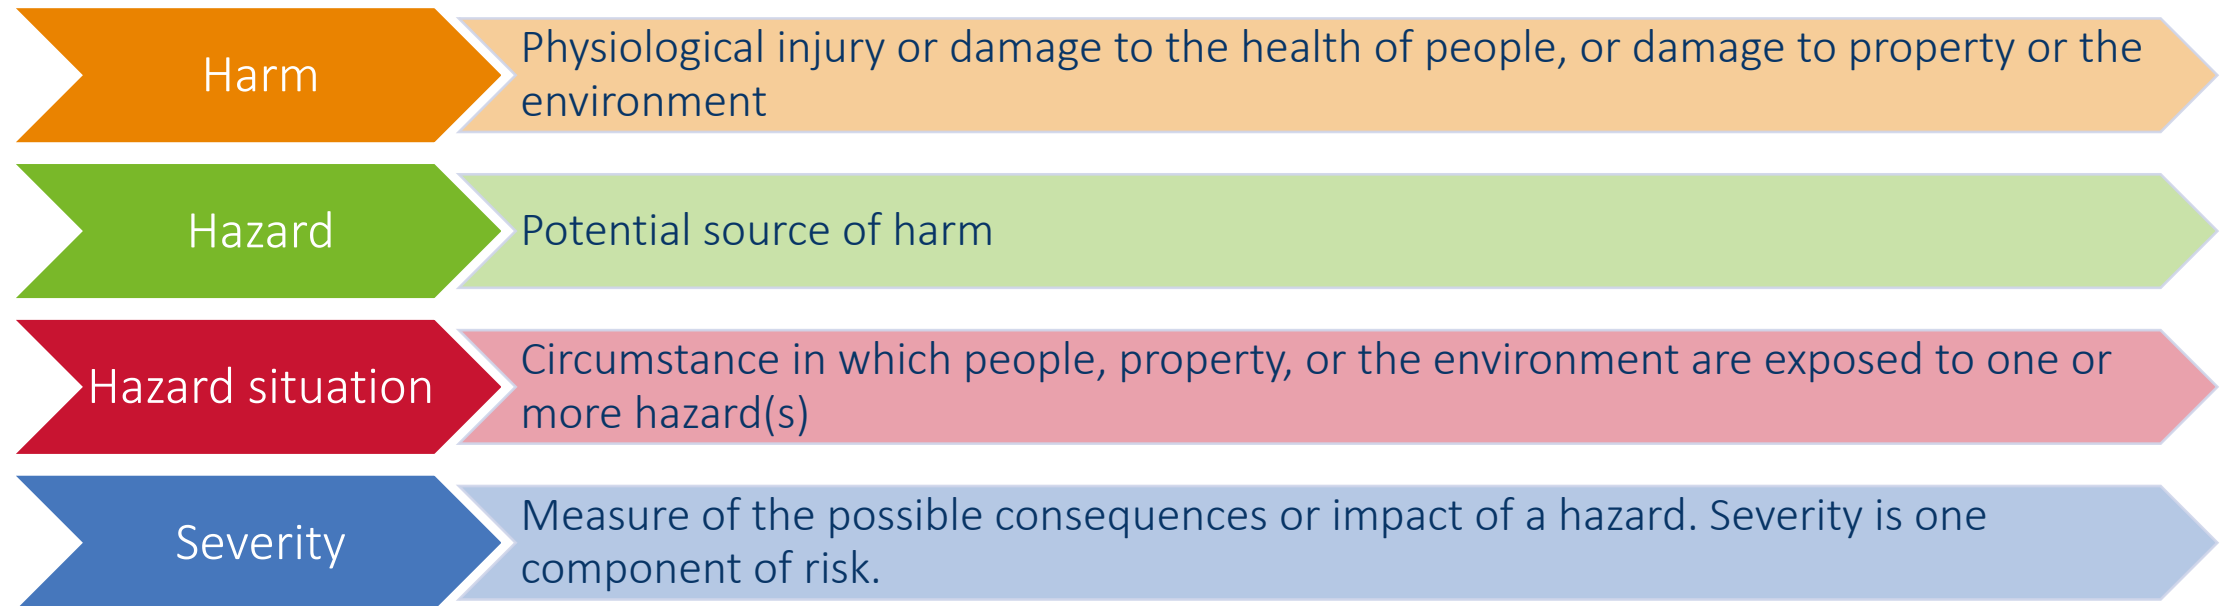 Harm
Physiological injury or damage to the health of people, or damage to property or the
environment
Hazard
Potential source of harm
Hazard situation
Circumstance in which people, property, or the environment are exposed to one or
more hazard(s)
Severity
Measure of the possible consequences or impact of a hazard. Severity is one
component of risk.